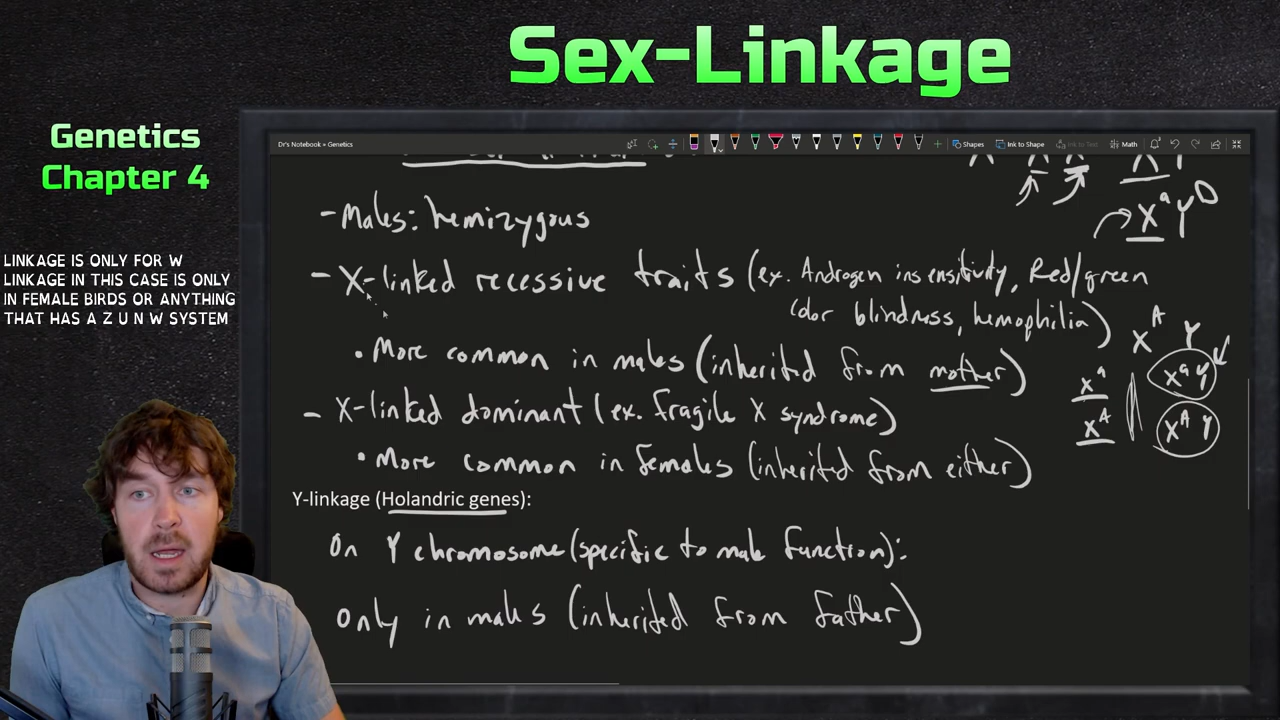 Sex-Linkage
Genetics
Chapter 4
LINKAGE IS ONLY FOR W
LINKAGE IN THIS CASE IS ONLY
IN FEMALE BIRDS OR ANYTHING
THAT HAS A Z U N W SYSTEM
Dr's Notebook » Genetics
Shapes
Ink to Shape
Ink to Text
Math
- Males: hemizygous
X^a Y
- X-linked recessive traits (ex. Androgen insensitivity, Red/green
color blindness, hemophilia)
X^A Y
• More common in males (inherited from mother)
X^a X^a Y
- X-linked dominant (ex. Fragile X syndrome)
X^A X^A Y
• More common in females (inherited from either)
Y-linkage (Holandric genes):
On Y chromosome (specific to male function):
Only in males (inherited from father)